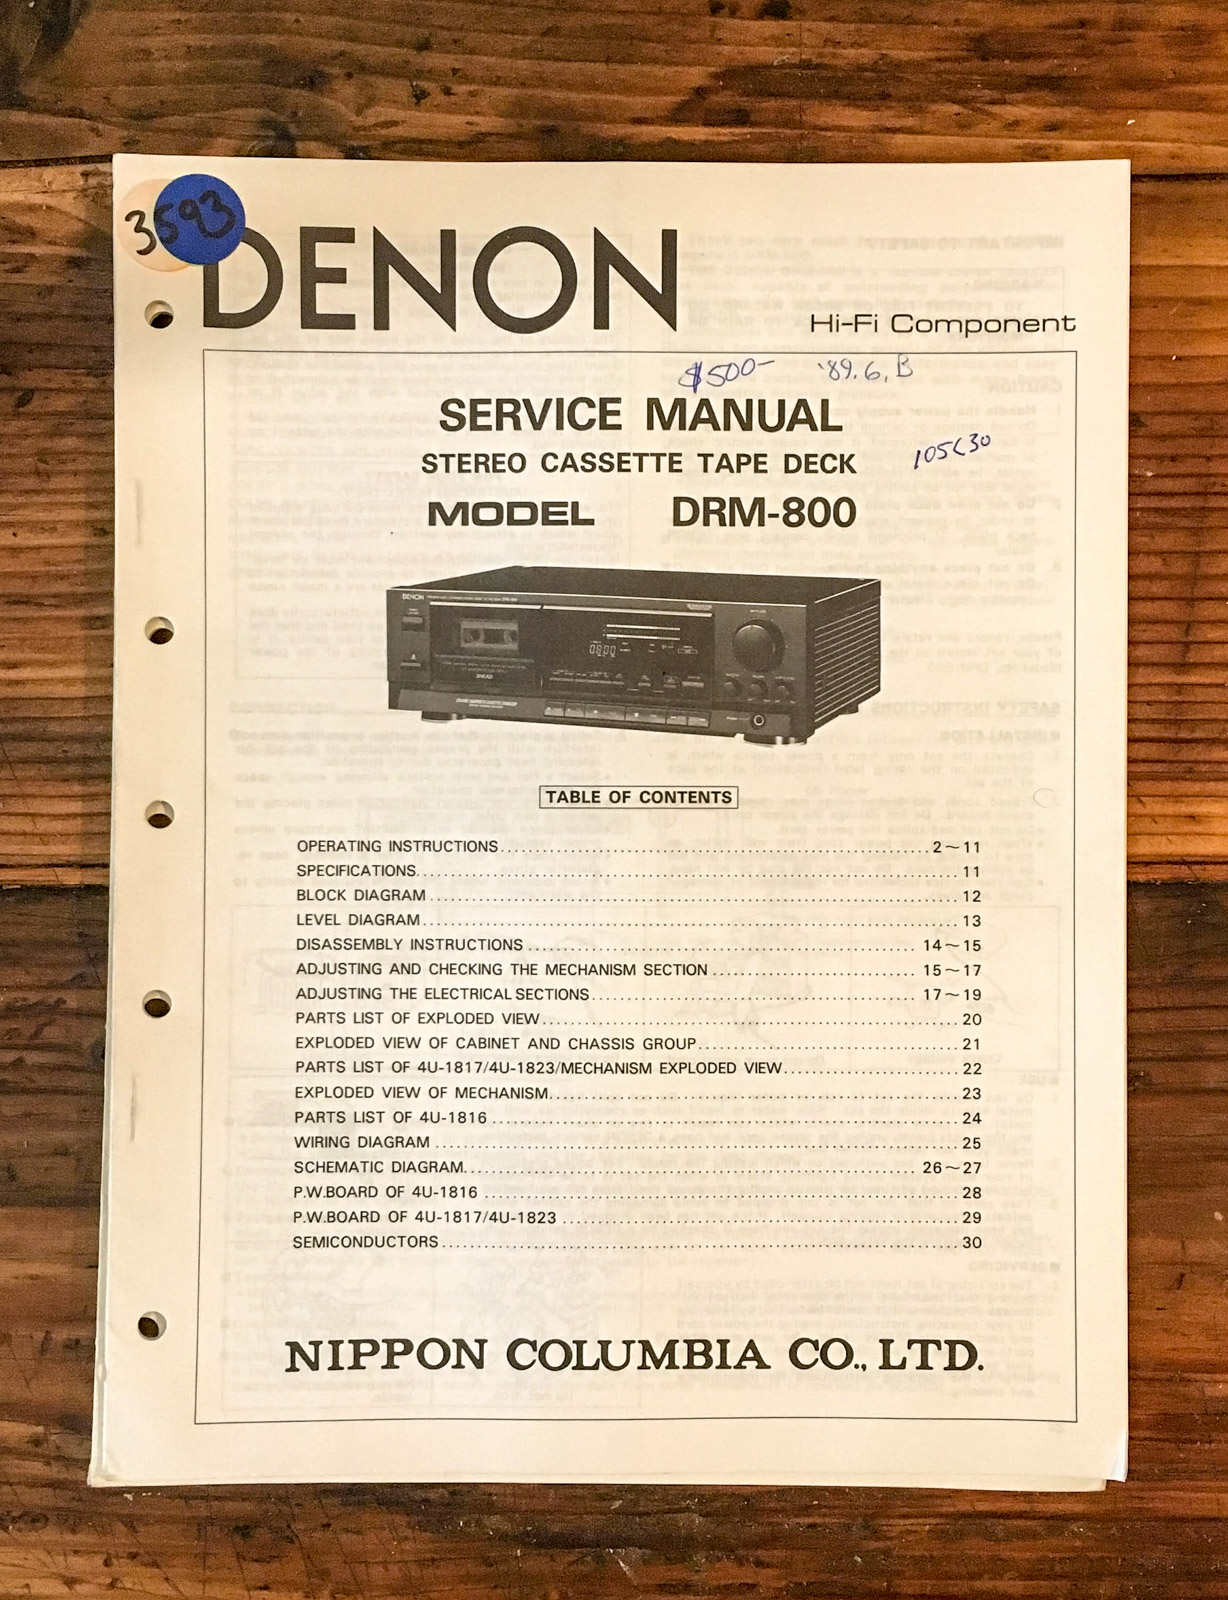 3593
DENON
Hi-Fi Component
$500- '89.6, B
SERVICE MANUAL
STEREO CASSETTE TAPE DECK
105C30
MODEL DRM-800
DENON
TABLE OF CONTENTS
OPERATING INSTRUCTIONS 2~11
SPECIFICATIONS 11
BLOCK DIAGRAM 12
LEVEL DIAGRAM 13
DISASSEMBLY INSTRUCTIONS 14~15
ADJUSTING AND CHECKING THE MECHANISM SECTION 15~17
ADJUSTING THE ELECTRICAL SECTIONS 17~19
PARTS LIST OF EXPLODED VIEW 20
EXPLODED VIEW OF CABINET AND CHASSIS GROUP 21
PARTS LIST OF 4U-1817/4U-1823/MECHANISM EXPLODED VIEW 22
EXPLODED VIEW OF MECHANISM 23
PARTS LIST OF 4U-1816 24
WIRING DIAGRAM 25
SCHEMATIC DIAGRAM 26~27
P.W.BOARD OF 4U-1816 28
P.W.BOARD OF 4U-1817/4U-1823 29
SEMICONDUCTORS 30
NIPPON COLUMBIA CO., LTD.